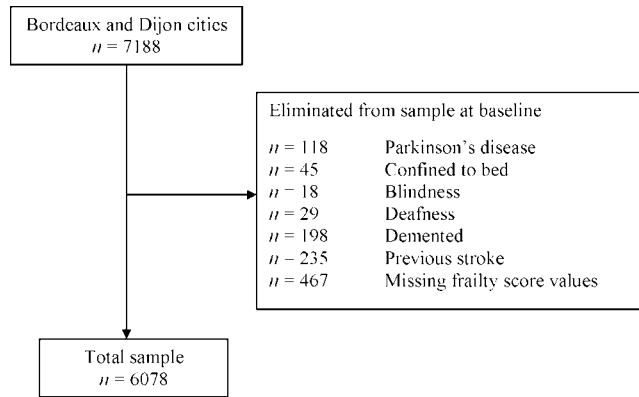 Bordeaux and Dijon cities
n = 7188
Eliminated from sample at baseline
n = 118 Parkinson's disease
n = 45 Confined to bed
n = 18 Blindness
n = 29 Deafness
n = 198 Demented
n = 235 Previous stroke
n = 467 Missing frailty score values
Total sample
n = 6078